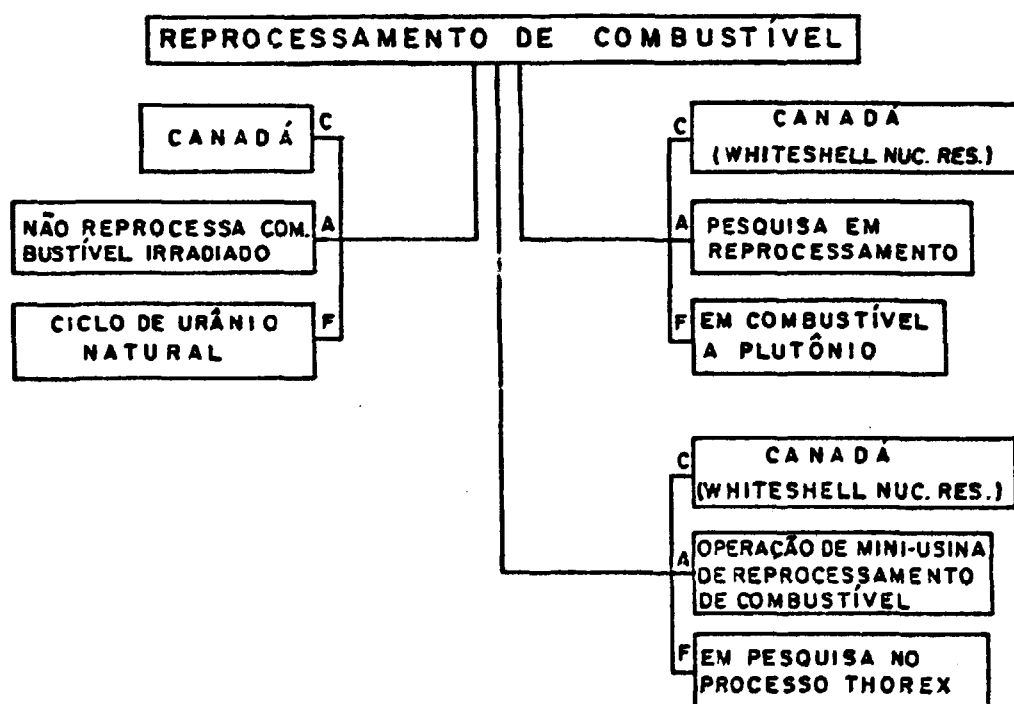 REPROCESSAMENTO DE COMBUSTÍVEL
C
CANADÁ
A
NÃO REPROCESSA COM.
BUSTÍVEL IRRADIADO
F
CICLO DE URÂNIO
NATURAL
C
CANADÁ
(WHITESHELL NUC. RES.)
A
PESQUISA EM
REPROCESSAMENTO
F
EM COMBUSTÍVEL
A PLUTÔNIO
C
CANADÁ
(WHITESHELL NUC. RES.)
A
OPERAÇÃO DE MINI-USINA
DE REPROCESSAMENTO
DE COMBUSTÍVEL
F
EM PESQUISA NO
PROCESSO THOREX